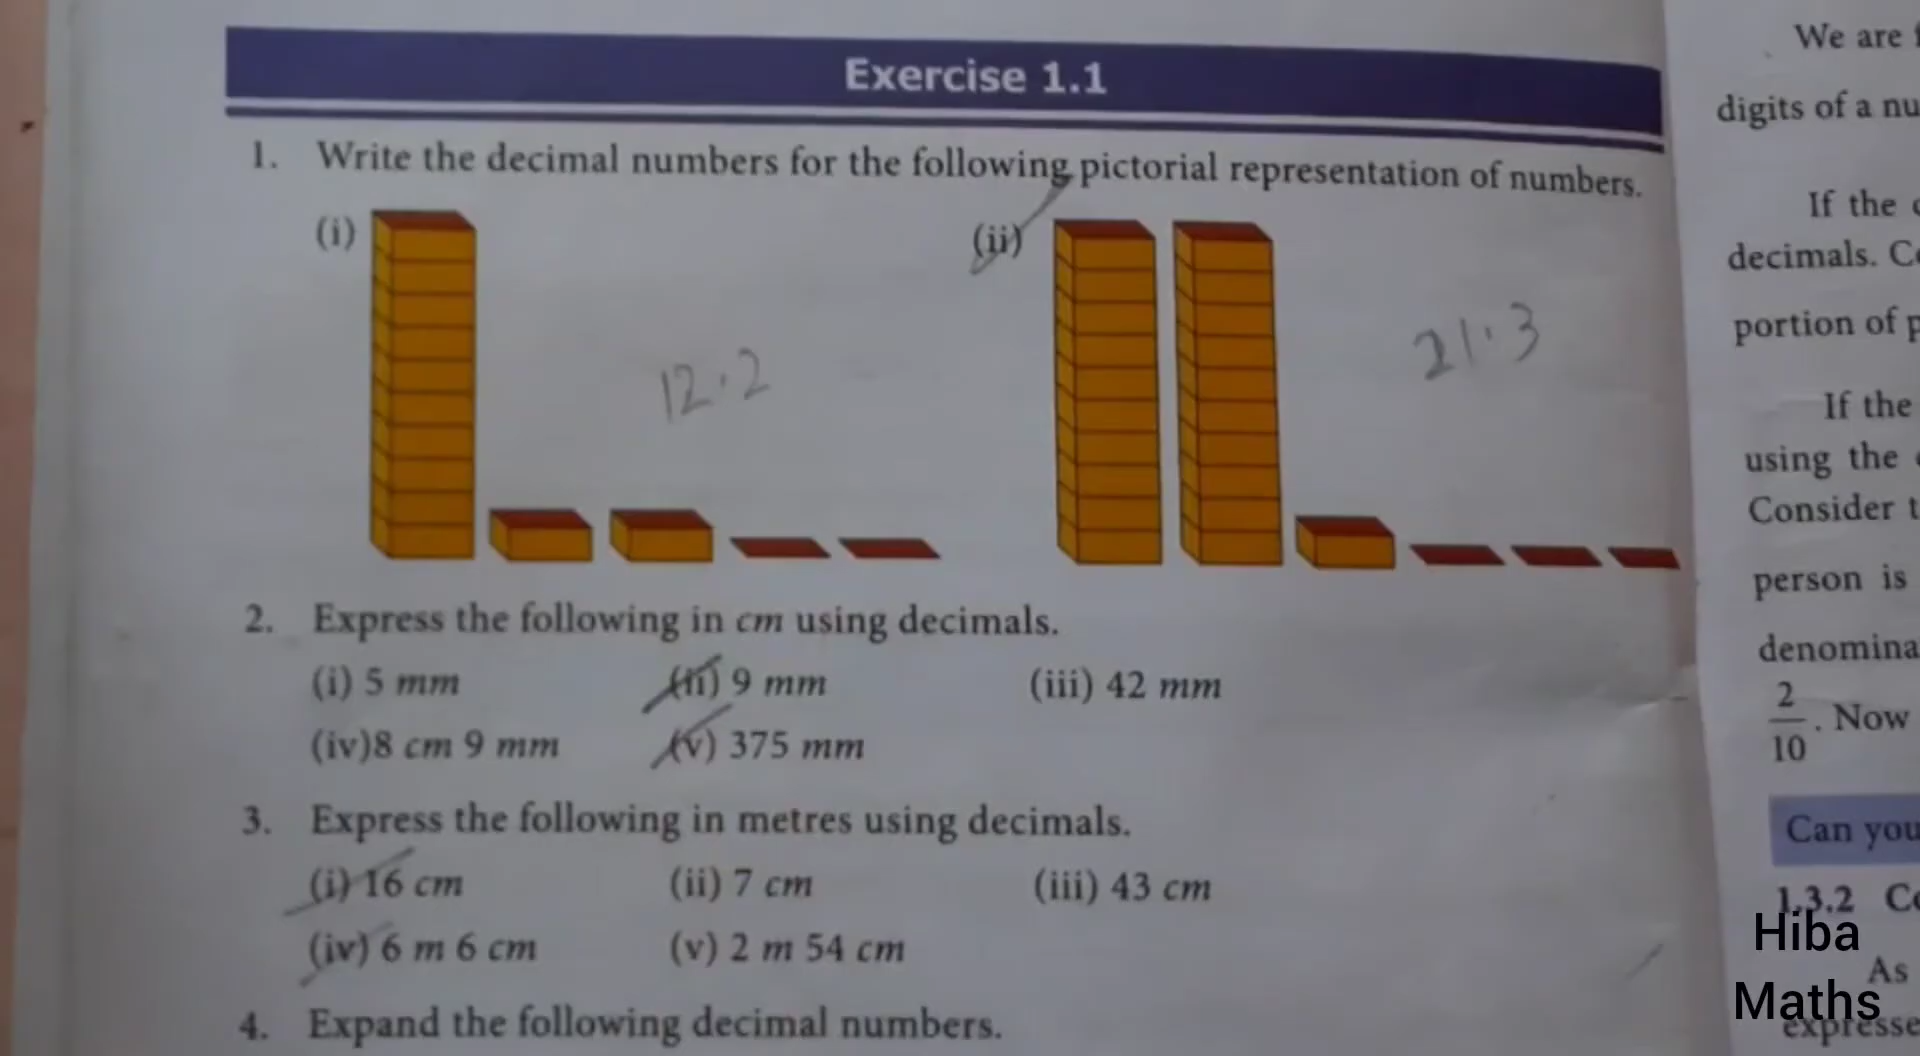 Exercise 1.1
1. Write the decimal numbers for the following pictorial representation of numbers.
(i) (ii)
12.2 21.3
2. Express the following in cm using decimals.
(i) 5 mm (ii) 9 mm (iii) 42 mm
(iv)8 cm 9 mm (v) 375 mm
3. Express the following in metres using decimals.
(i) 16 cm (ii) 7 cm (iii) 43 cm
(iv) 6 m 6 cm (v) 2 m 54 cm
4. Expand the following decimal numbers.
We are
digits of a nu
If the
decimals. C
portion of p
If the
using the
Consider t
person is
denomina
2/10. Now
Can you
1.3.2 Co
As
expresse
Hiba
Maths